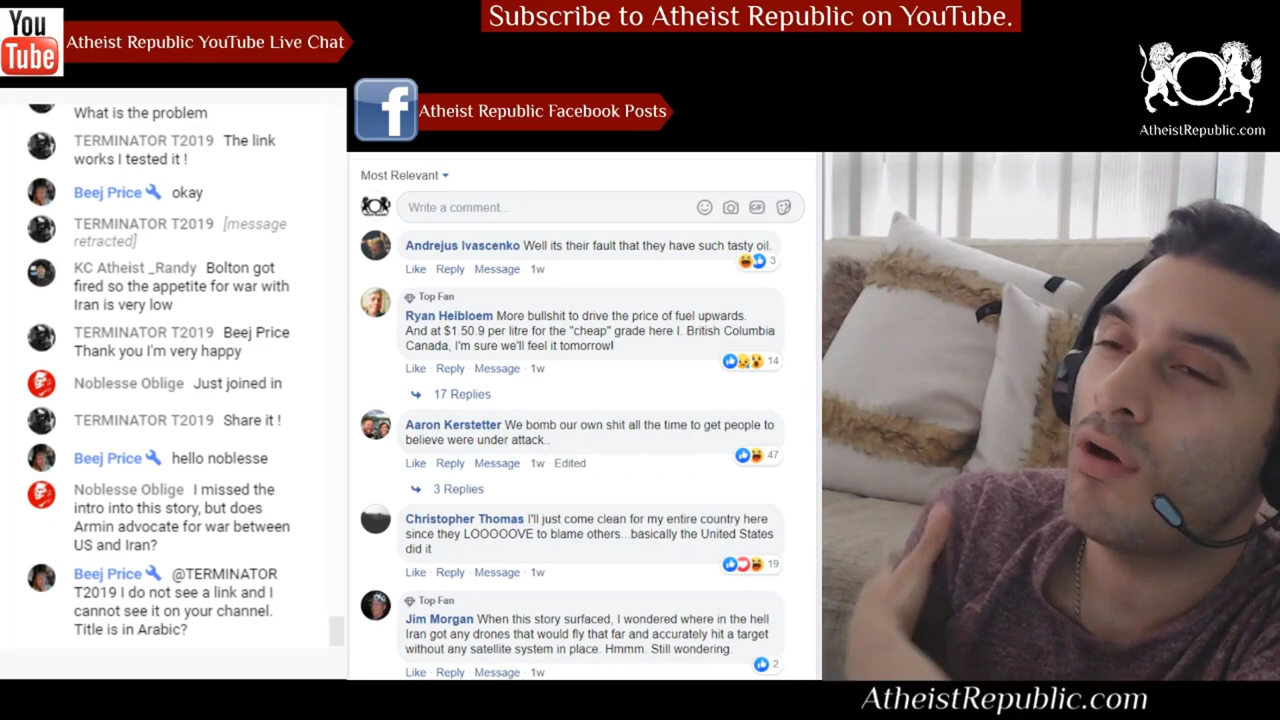 You
Tube
Atheist Republic YouTube Live Chat
Subscribe to Atheist Republic on YouTube.
AtheistRepublic.com
f
Atheist Republic Facebook Posts
What is the problem
TERMINATOR T2019 The link
works I tested it !
Beej Price okay
TERMINATOR T2019 [message
retracted]
KC Atheist _Randy Bolton got
fired so the appetite for war with
Iran is very low
TERMINATOR T2019 Beej Price
Thank you I'm very happy
Noblesse Oblige Just joined in
TERMINATOR T2019 Share it !
Beej Price hello noblesse
Noblesse Oblige I missed the
intro into this story, but does
Armin advocate for war between
US and Iran?
Beej Price @TERMINATOR
T2019 I do not see a link and I
cannot see it on your channel.
Title is in Arabic?
Most Relevant
Write a comment...
GIF
Andrejus Ivascenko Well its their fault that they have such tasty oil.
3
Like · Reply · Message · 1w
Top Fan
Ryan Heibloem More bullshit to drive the price of fuel upwards.
And at $1.50.9 per litre for the "cheap" grade here I. British Columbia
Canada, I'm sure we'll feel it tomorrow!
14
Like · Reply · Message · 1w
17 Replies
Aaron Kerstetter We bomb our own shit all the time to get people to
believe were under attack..
47
Like · Reply · Message · 1w · Edited
3 Replies
Christopher Thomas I'll just come clean for my entire country here
since they LOOOOOVE to blame others...basically the United States
did it
19
Like · Reply · Message · 1w
Top Fan
Jim Morgan When this story surfaced, I wondered where in the hell
Iran got any drones that would fly that far and accurately hit a target
without any satellite system in place. Hmmm. Still wondering.
2
Like · Reply · Message · 1w
AtheistRepublic.com